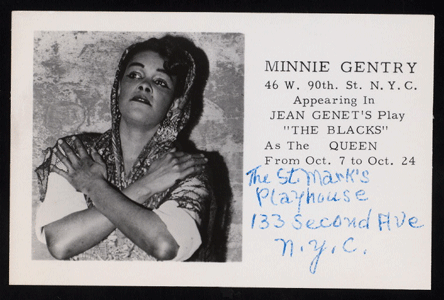 MINNIE GENTRY
46 W. 90th. St. N.Y.C.
Appearing In
JEAN GENET'S Play
"THE BLACKS"
As The QUEEN
From Oct. 7 to Oct. 24
The St. Mark's
Playhouse
133 Second Ave
N.Y.C.